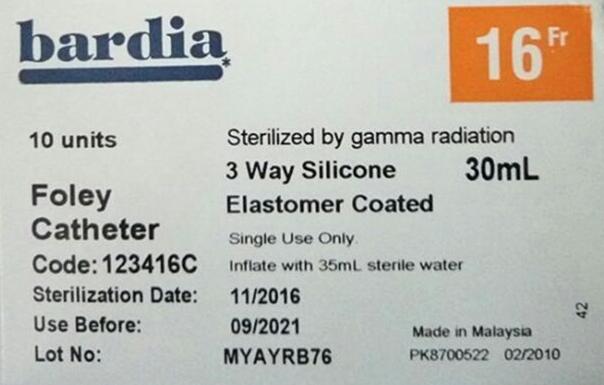 bardia*
16 Fr
10 units
Sterilized by gamma radiation
3 Way Silicone 30mL
Elastomer Coated
Foley
Catheter
Single Use Only.
Code: 123416C
Inflate with 35mL sterile water
Sterilization Date: 11/2016
Use Before: 09/2021
Lot No: MYAYRB76
Made in Malaysia
PK8700522 02/2010
42